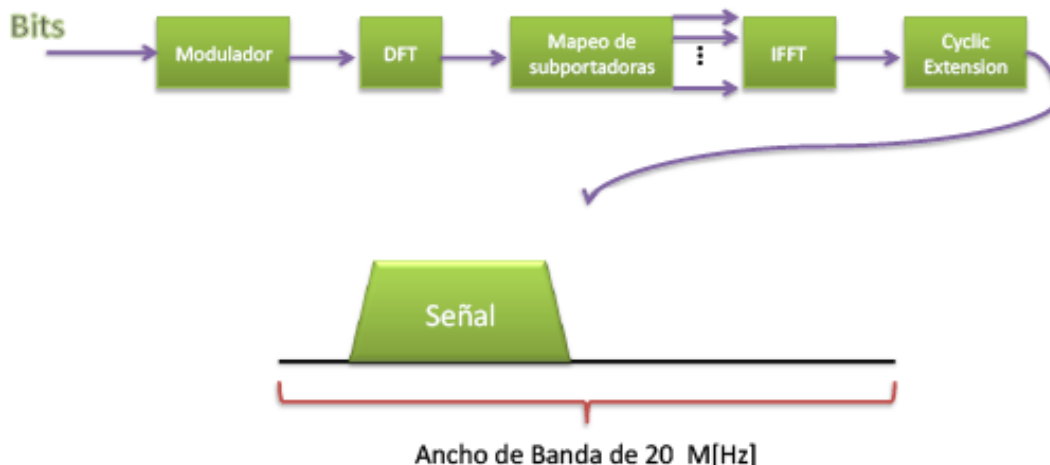 Bits
Modulador
DFT
Mapeo de
subportadoras
IFFT
Cyclic
Extension
Señal
Ancho de Banda de 20 M[Hz]